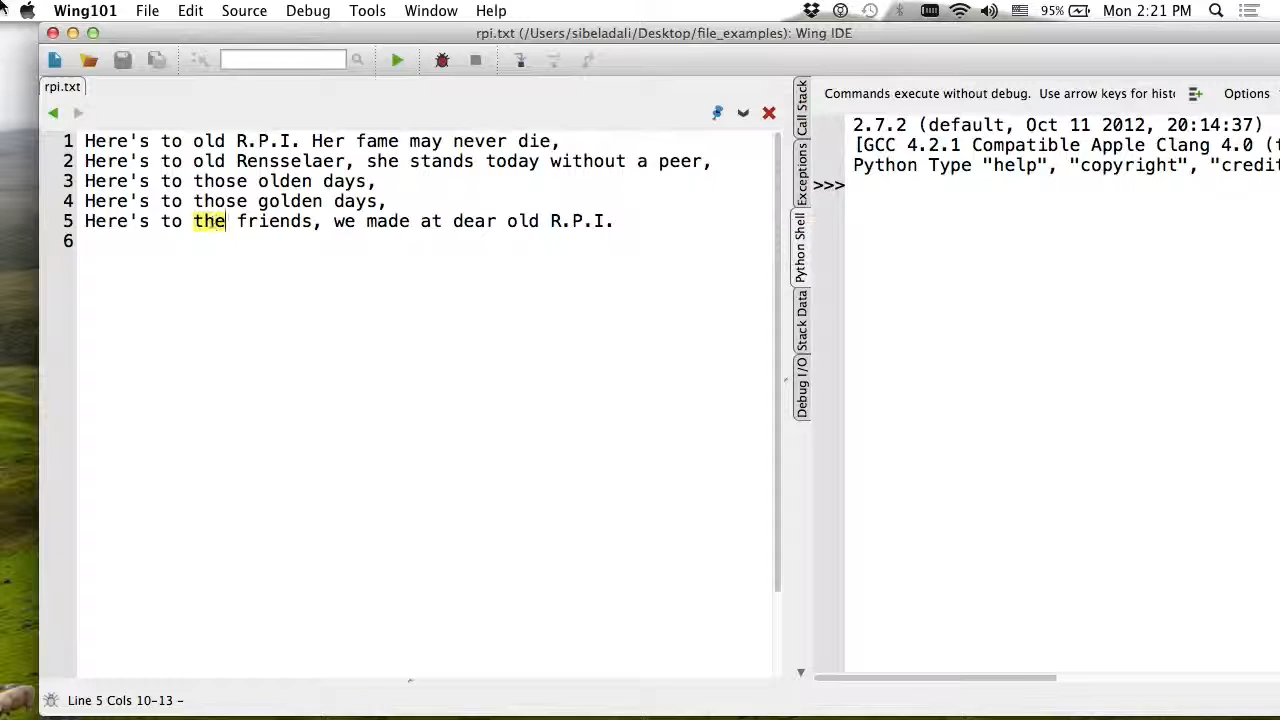 Wing101 File Edit Source Debug Tools Window Help 95% Mon 2:21 PM
rpi.txt (/Users/sibeladali/Desktop/file_examples): Wing IDE
rpi.txt
1 Here's to old R.P.I. Her fame may never die,
2 Here's to old Rensselaer, she stands today without a peer,
3 Here's to those olden days,
4 Here's to those golden days,
5 Here's to the friends, we made at dear old R.P.I.
6
Line 5 Cols 10-13 –
Call Stack
Exceptions
Python Shell
Stack Data
Debug I/O
Commands execute without debug. Use arrow keys for histo Options
2.7.2 (default, Oct 11 2012, 20:14:37)
[GCC 4.2.1 Compatible Apple Clang 4.0 (
Python Type "help", "copyright", "credit
>>>